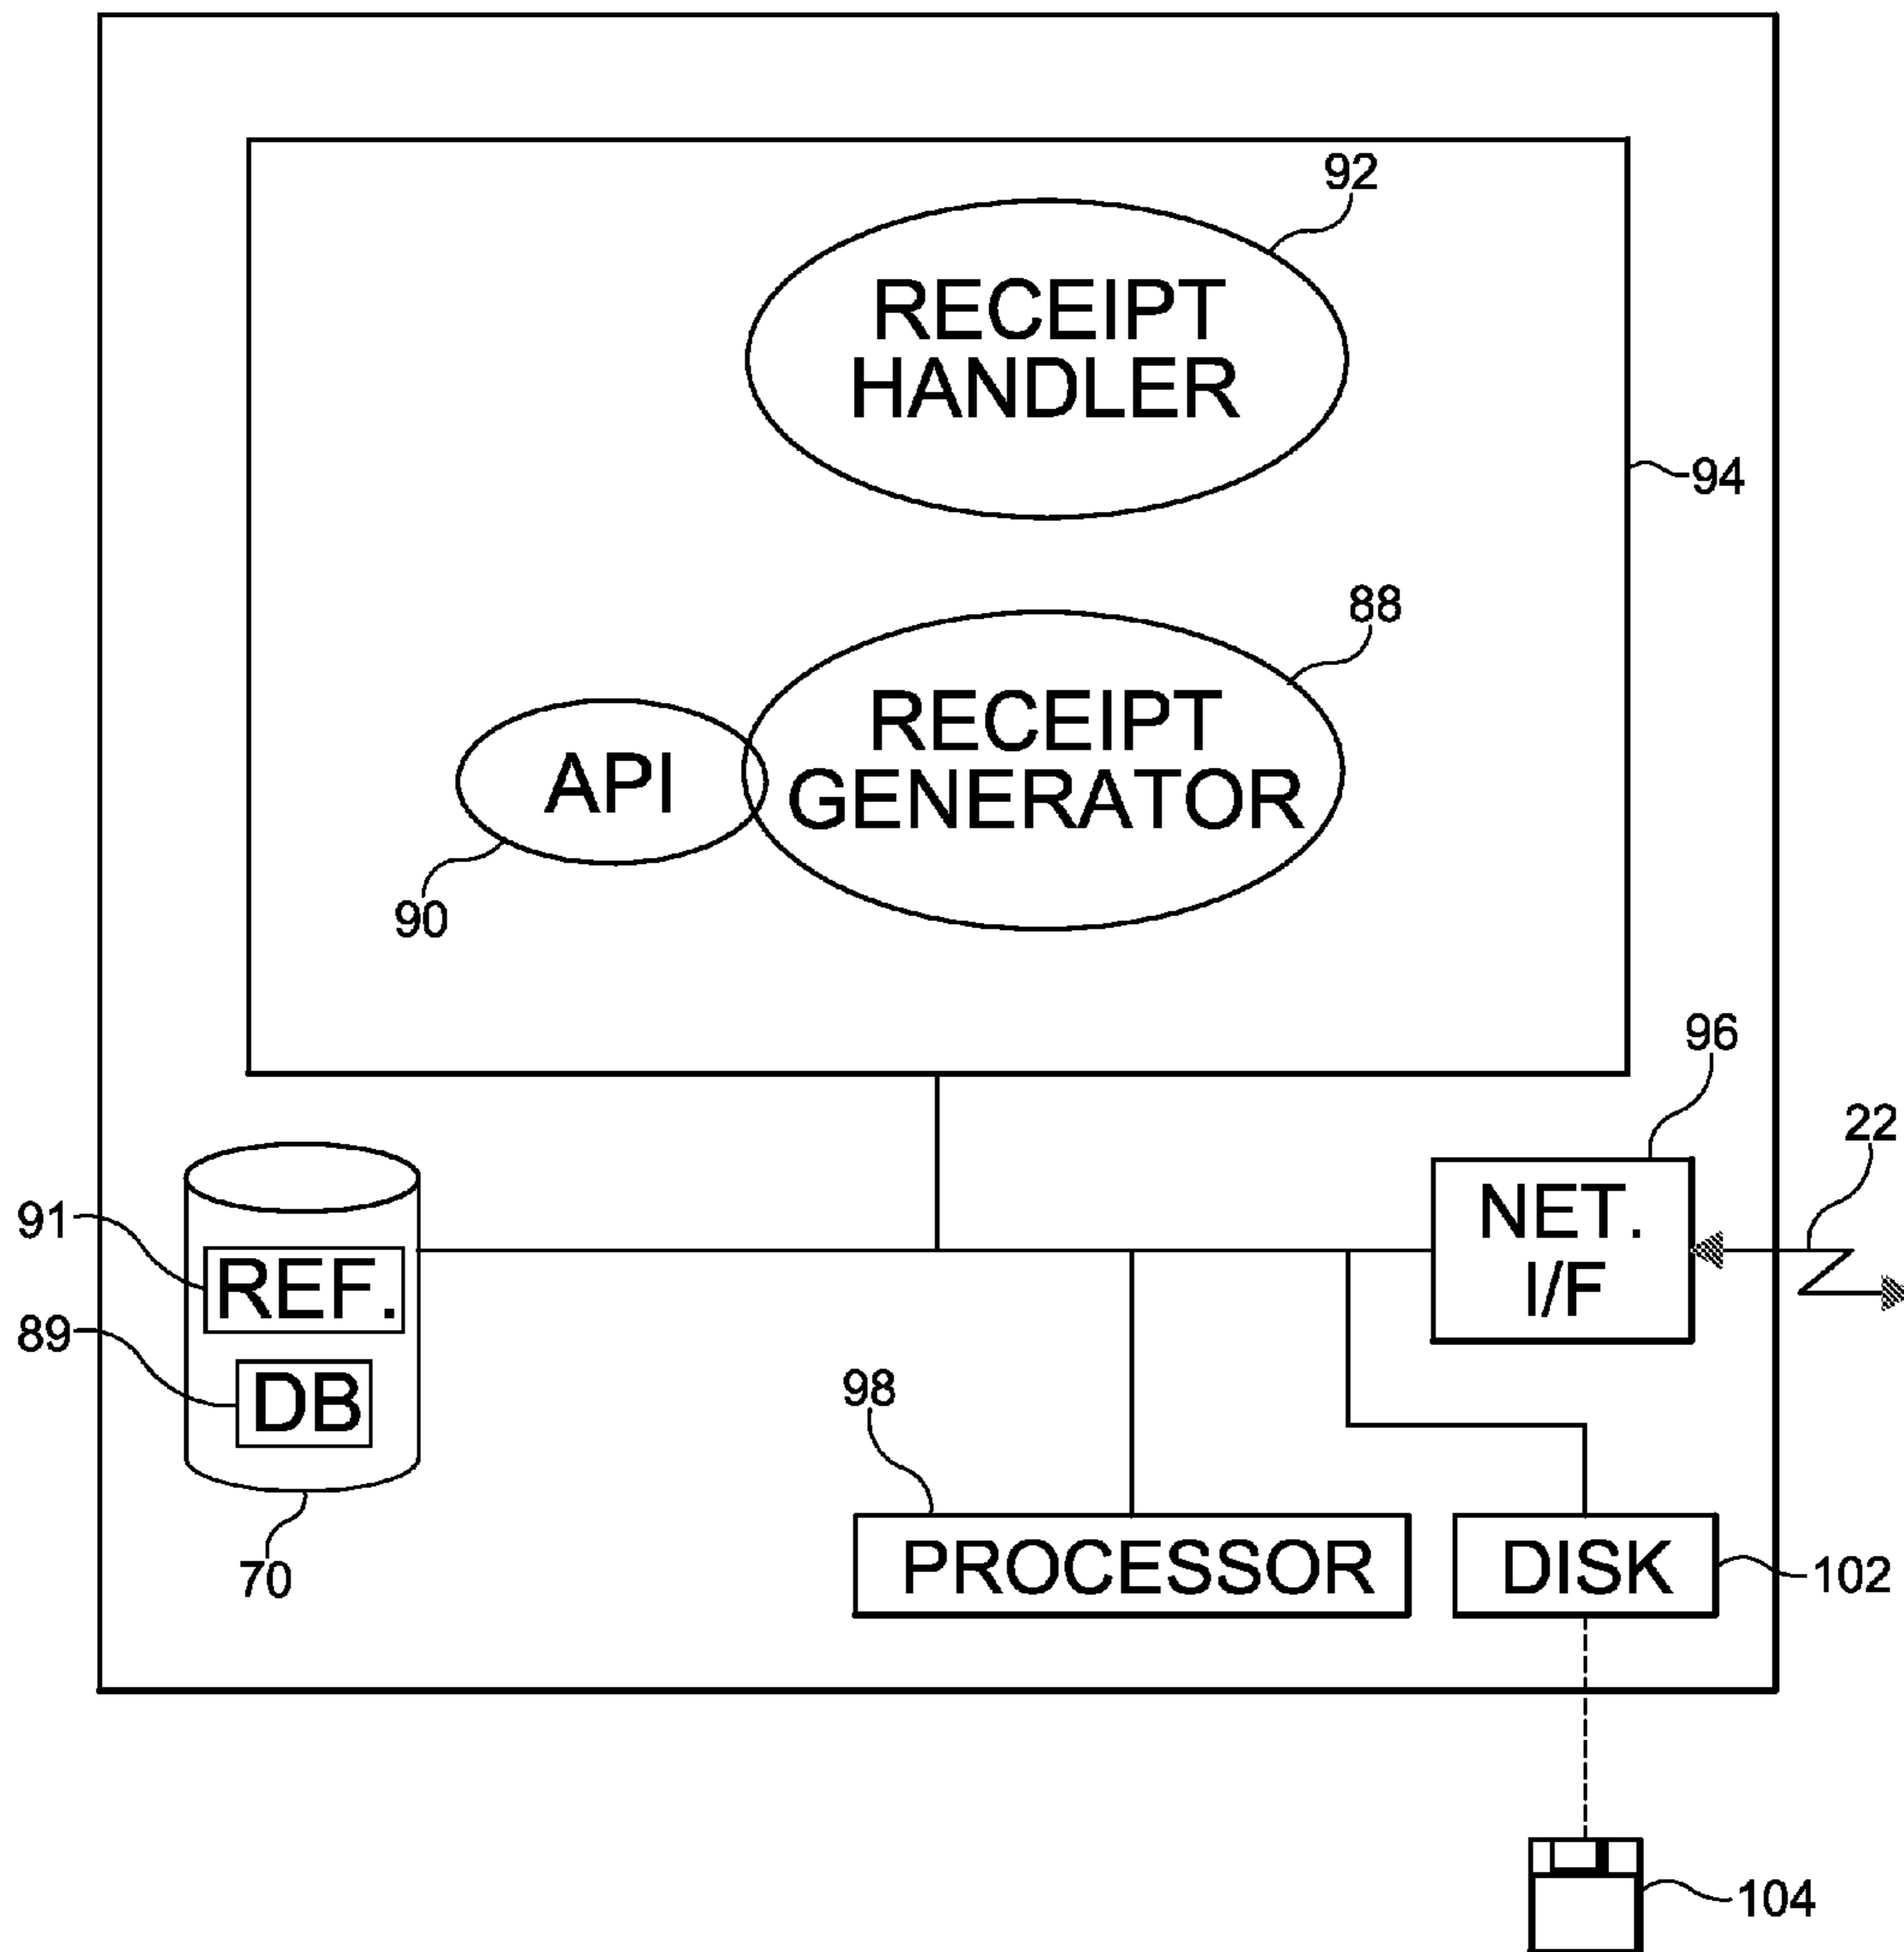 92
RECEIPT
HANDLER
94
88
RECEIPT
GENERATOR
API
90
96
22
NET.
I/F
91
REF.
89
DB
98
70
PROCESSOR
DISK
102
104